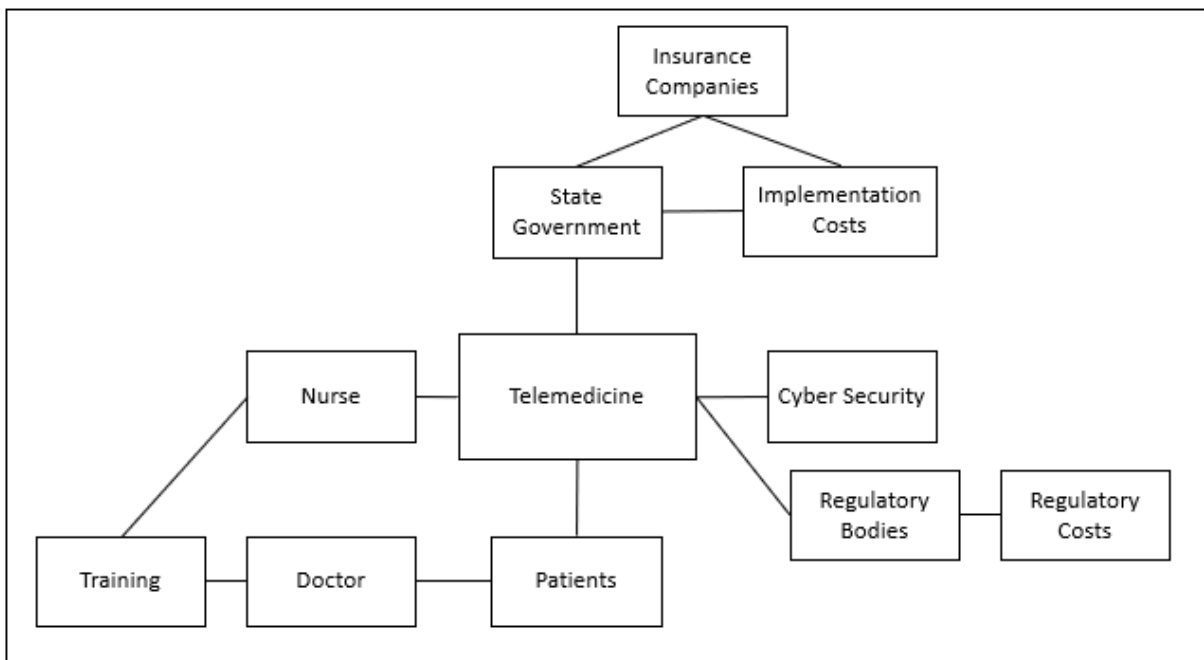 Insurance
Companies
State
Government
Implementation
Costs
Nurse
Telemedicine
Cyber Security
Regulatory
Bodies
Regulatory
Costs
Training
Doctor
Patients